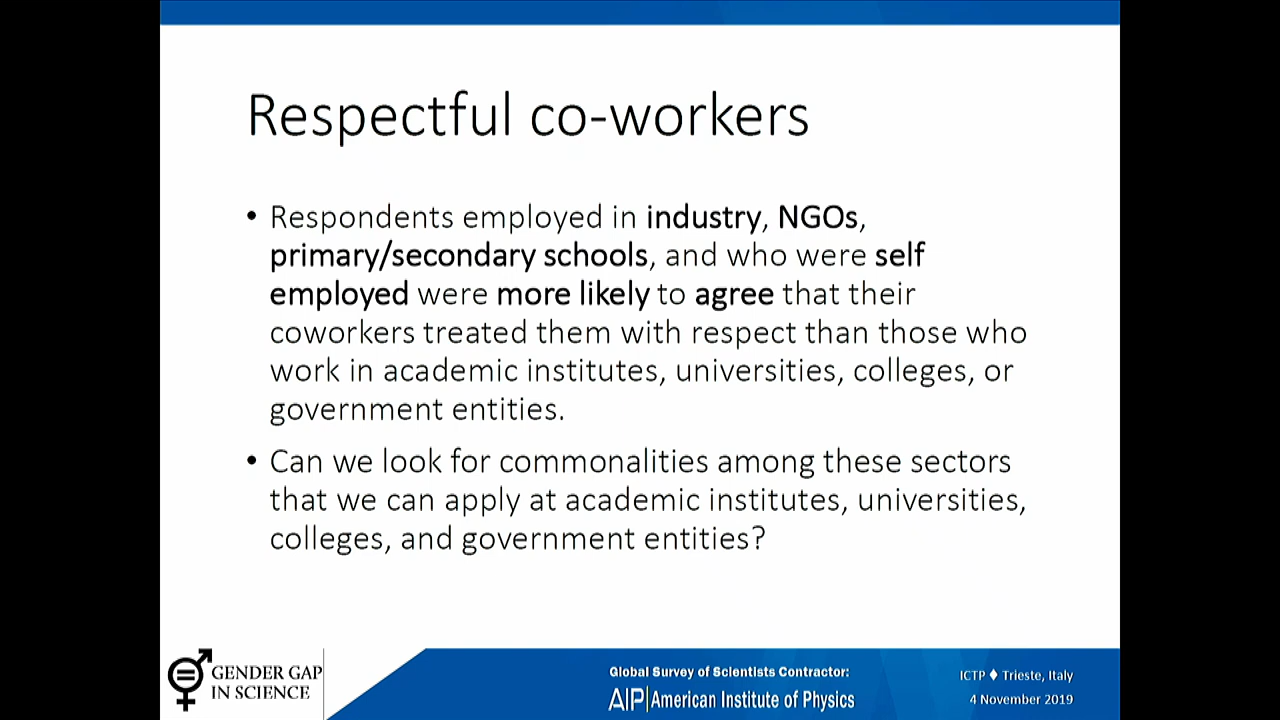 Respectful co-workers
• Respondents employed in industry, NGOs,
primary/secondary schools, and who were self
employed were more likely to agree that their
coworkers treated them with respect than those who
work in academic institutes, universities, colleges, or
government entities.
• Can we look for commonalities among these sectors
that we can apply at academic institutes, universities,
colleges, and government entities?
GENDER GAP
IN SCIENCE
Global Survey of Scientists Contractor:
AIP|American Institute of Physics
ICTP ♦ Trieste, Italy
4 November 2019